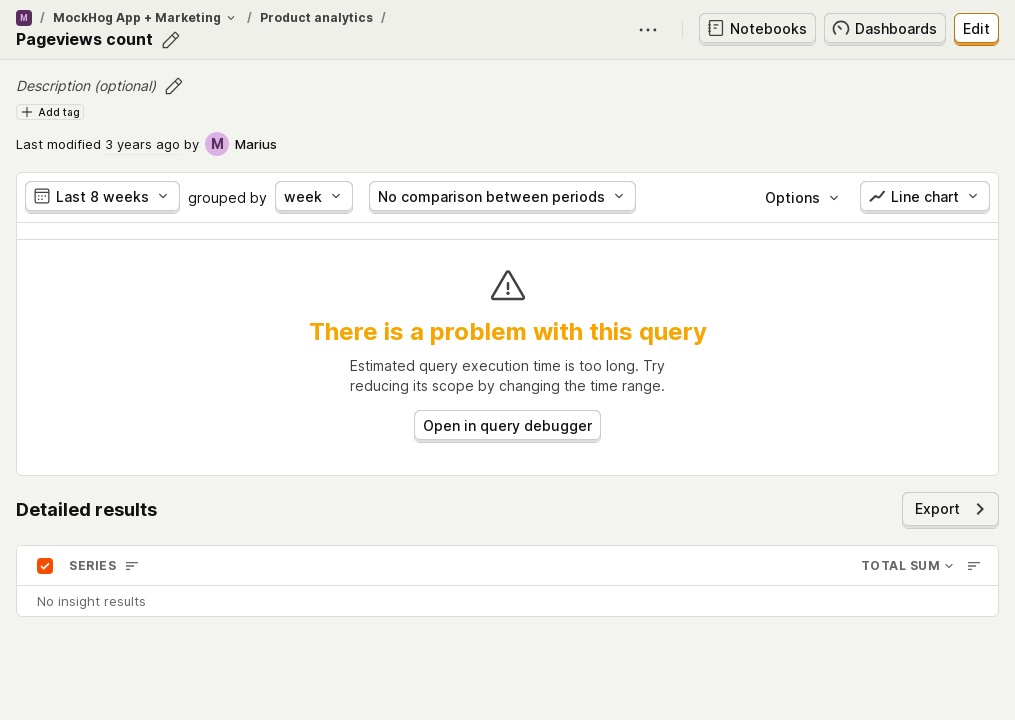 M / MockHog App + Marketing / Product analytics /
Pageviews count
Notebooks
Dashboards
Edit
Description (optional)
Add tag
Last modified 3 years ago by M Marius
Last 8 weeks grouped by week No comparison between periods Options Line chart
There is a problem with this query
Estimated query execution time is too long. Try
reducing its scope by changing the time range.
Open in query debugger
Detailed results
Export
SERIES TOTAL SUM
No insight results